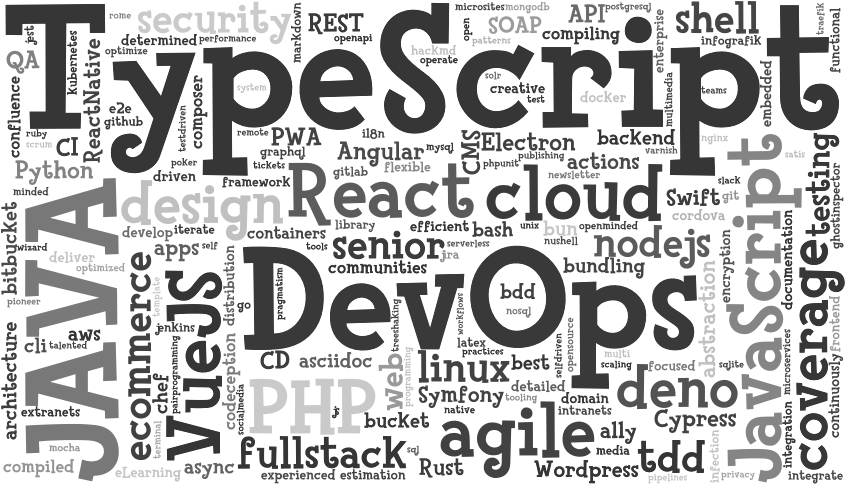 rome
security
microsites
mongodb
postgresql
TypeScript
REST
SOAP
API
shell
traefik
jest
determined
performance
markdown
openapi
hackmd
open
patterns
compiling
enterprise
infografik
functional
QA
kubernetes
optimize
operate
solr
confluence
ReactNative
e2e
github
testdriven
composer
system
creative
test
docker
multimedia
teams
embedded
ruby
scrum
CI
remote
PWA
il8n
mysql
CMS
Electron
backend
nginx
graphql
Angular
phpunit
publishing
varnish
satis
Python
poker
driven
tickets
gitlab
flexible
actions
newsletter
framework
slack
minded
JAVA
design
React
cloud
Swift
git
JavaScript
testing
ghostinspector
bitbucket
cordova
develop
iterate
containers
library
efficient
bash
unix
bun
openminded
wizard
apps
self
tools
senior
serverless
nushell
nodejs
deliver
optimized
jra
communities
bundling
encryption
documentation
ecommerce
template
VueJS
distribution
go
pragmatism
DevOps
bdd
nosql
abstraction
coverage
pioneer
architecture
cli
aws
talented
jenkins
treeshaking
workflows
opensource
frontend
continuously
microservices
pairprogramming
codeception
CD
asciidoc
web
programming
latex
practices
linux
best
selfdriven
multi
scaling
focused
sqlite
chef
extranets
socialmedia
PHP
Symfony
detailed
tooling
domain
deno
native
intranets
Cypress
bucket
terminal
mocha
fullstack
sql
agile
ally
media
tdd
infection
integration
compiled
eLearning
async
experienced
estimation
Rust
Wordpress
pipelines
privacy
integrate